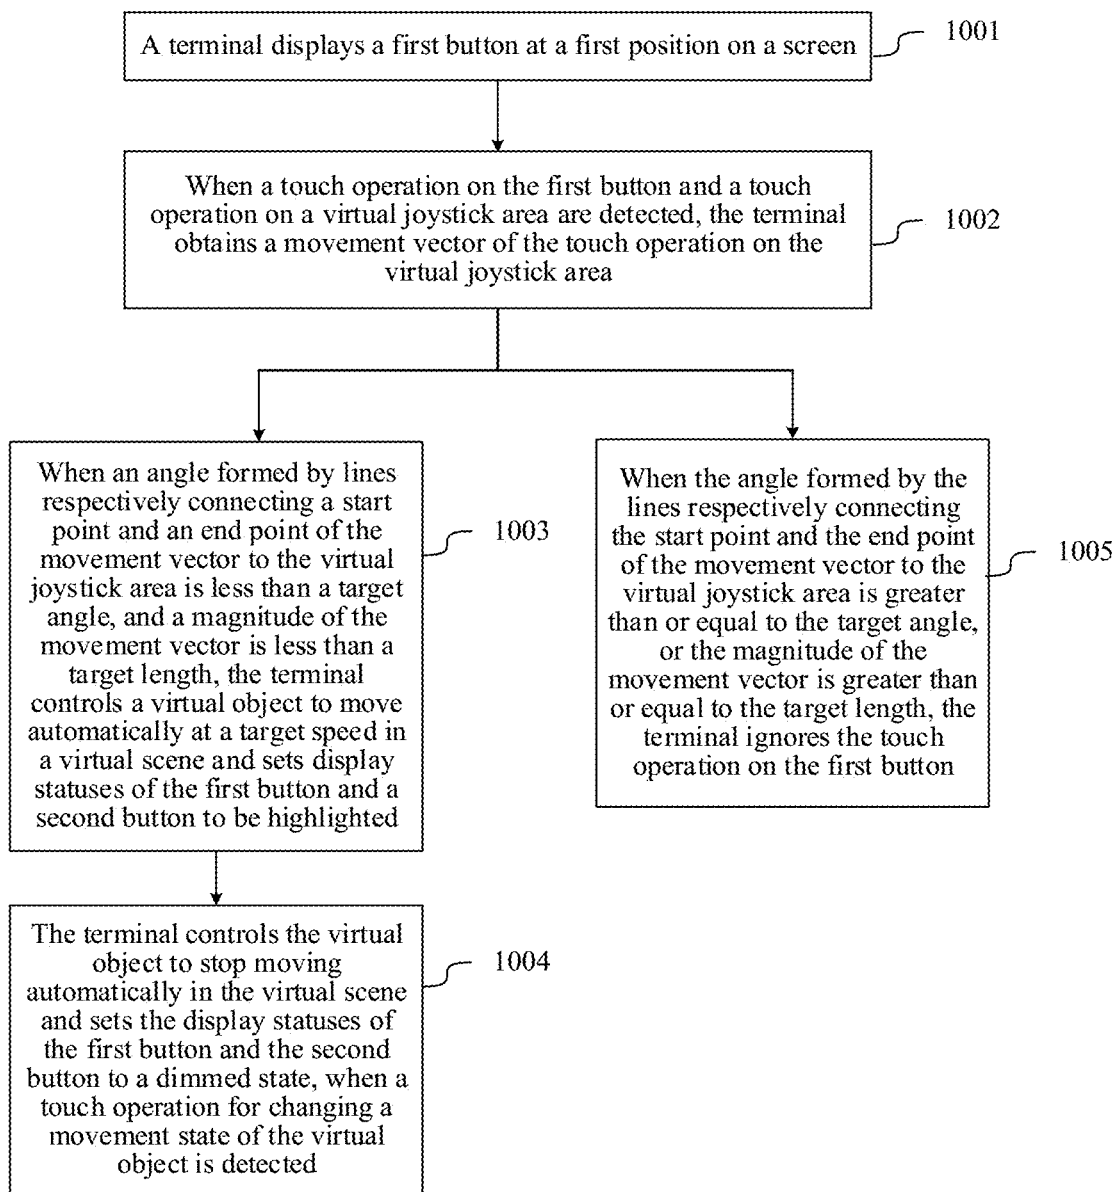 A terminal displays a first button at a first position on a screen
1001
When a touch operation on the first button and a touch
operation on a virtual joystick area are detected, the terminal
obtains a movement vector of the touch operation on the
virtual joystick area
1002
When an angle formed by lines
respectively connecting a start
point and an end point of the
movement vector to the virtual
joystick area is less than a target
angle, and a magnitude of the
movement vector is less than a
target length, the terminal
controls a virtual object to move
automatically at a target speed in
a virtual scene and sets display
statuses of the first button and a
second button to be highlighted
1003
When the angle formed by the
lines respectively connecting
the start point and the end point
of the movement vector to the
virtual joystick area is greater
than or equal to the target angle,
or the magnitude of the
movement vector is greater than
or equal to the target length, the
terminal ignores the touch
operation on the first button
1005
The terminal controls the virtual
object to stop moving
automatically in the virtual scene
and sets the display statuses of
the first button and the second
button to a dimmed state, when a
touch operation for changing a
movement state of the virtual
object is detected
1004